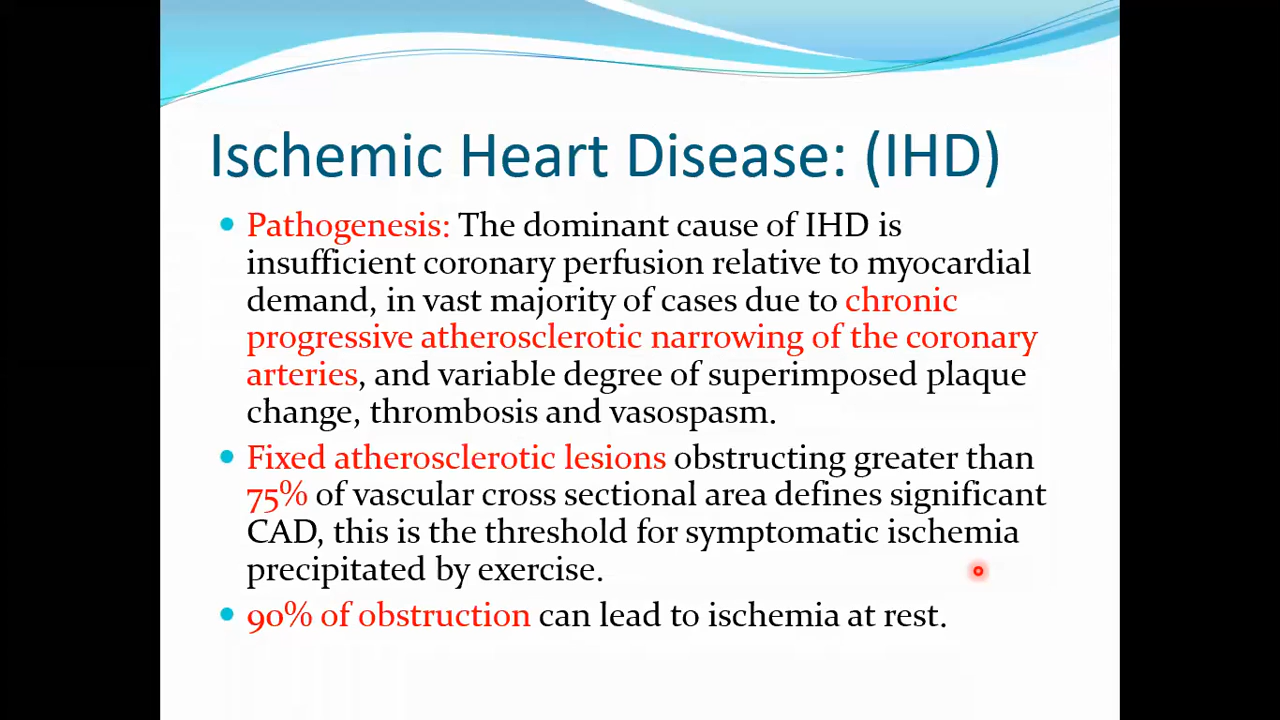 Ischemic Heart Disease: (IHD)
Pathogenesis: The dominant cause of IHD is
insufficient coronary perfusion relative to myocardial
demand, in vast majority of cases due to chronic
progressive atherosclerotic narrowing of the coronary
arteries, and variable degree of superimposed plaque
change, thrombosis and vasospasm.
Fixed atherosclerotic lesions obstructing greater than
75% of vascular cross sectional area defines significant
CAD, this is the threshold for symptomatic ischemia
precipitated by exercise.
90% of obstruction can lead to ischemia at rest.